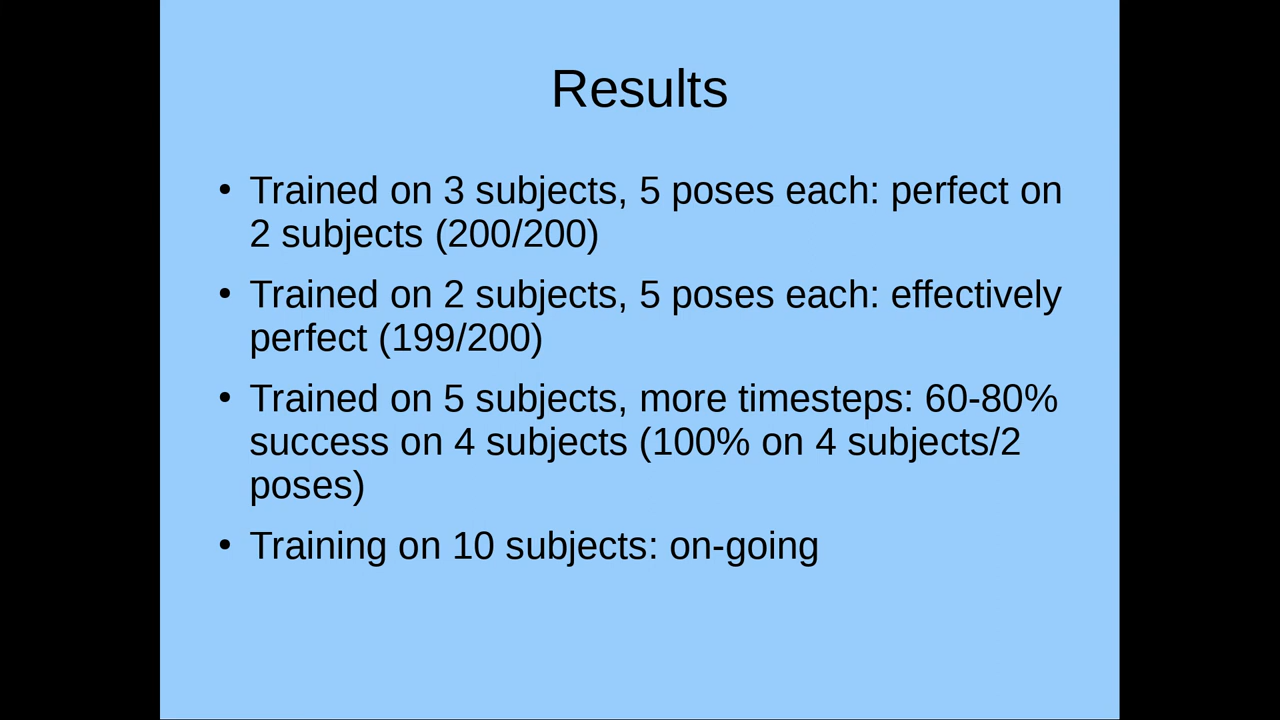 Results
• Trained on 3 subjects, 5 poses each: perfect on
2 subjects (200/200)
• Trained on 2 subjects, 5 poses each: effectively
perfect (199/200)
• Trained on 5 subjects, more timesteps: 60-80%
success on 4 subjects (100% on 4 subjects/2
poses)
• Training on 10 subjects: on-going